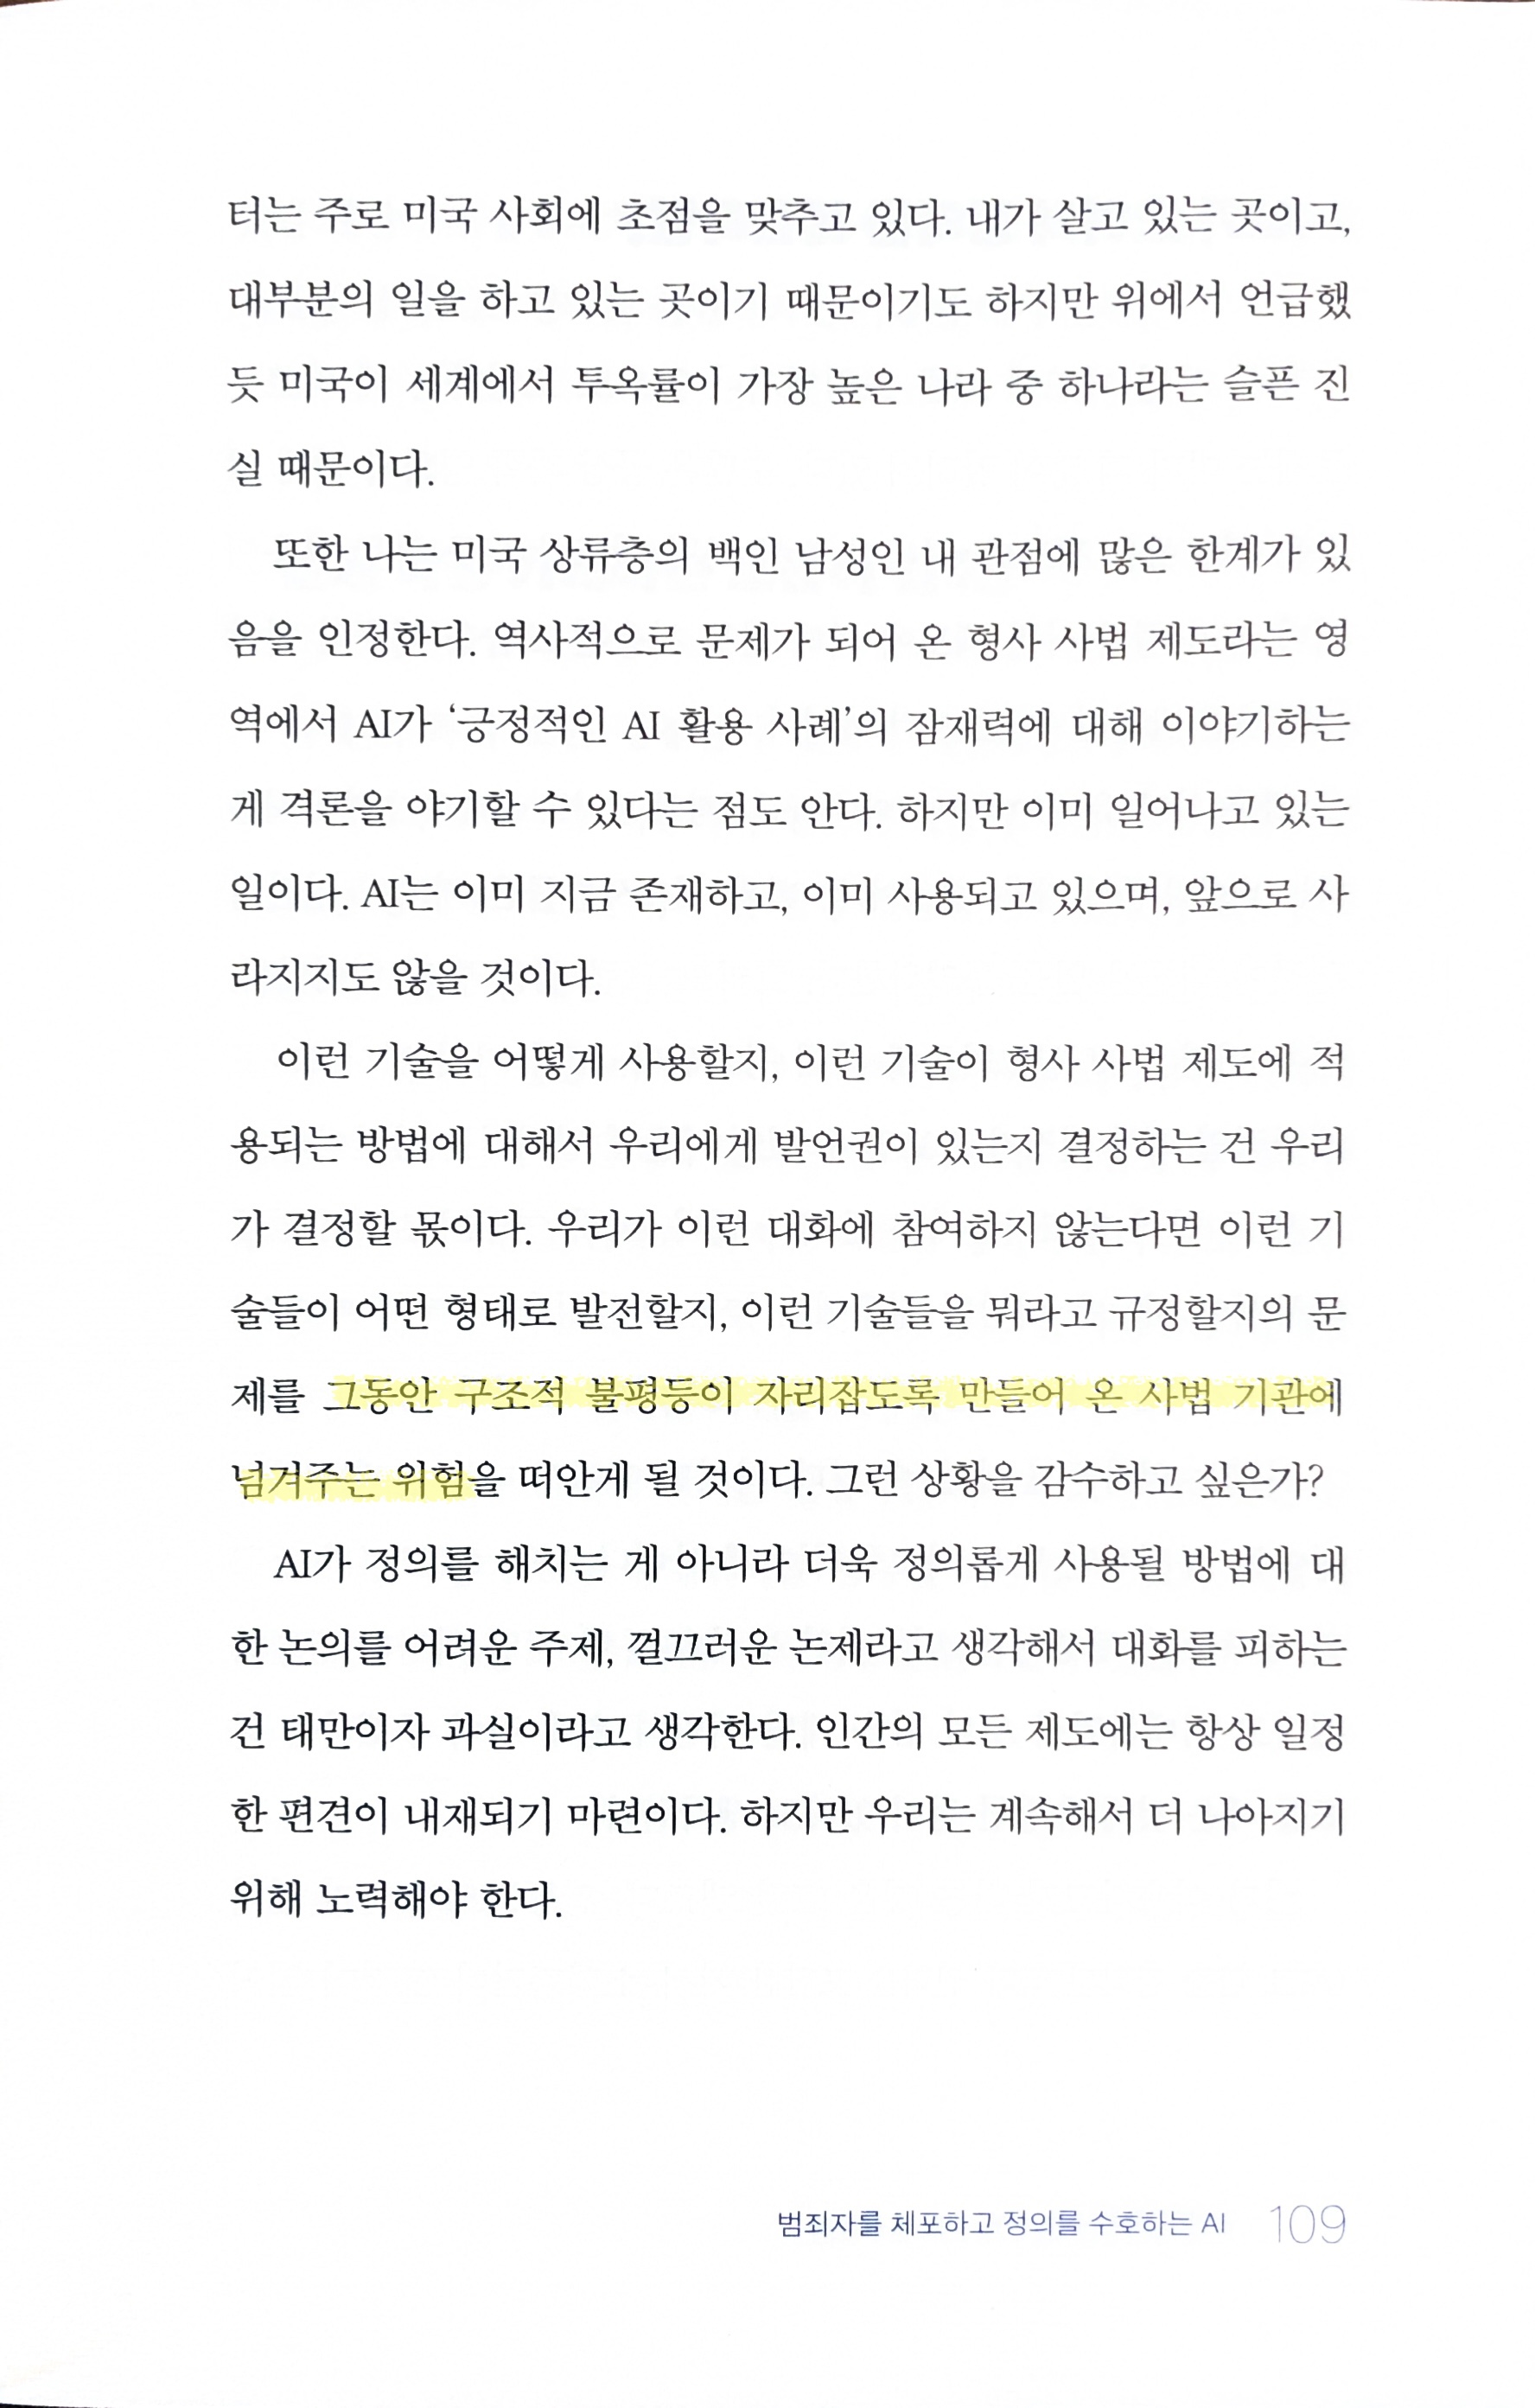 터는 주로 미국 사회에 초점을 맞추고 있다. 내가 살고 있는 곳이고,
대부분의 일을 하고 있는 곳이기 때문이기도 하지만 위에서 언급했
듯 미국이 세계에서 투옥률이 가장 높은 나라 중 하나라는 슬픈 진
실 때문이다.
또한 나는 미국 상류층의 백인 남성인 내 관점에 많은 한계가 있
음을 인정한다. 역사적으로 문제가 되어 온 형사 사법 제도라는 영
역에서 AI가 ‘긍정적인 AI 활용 사례’의 잠재력에 대해 이야기하는
게 격론을 야기할 수 있다는 점도 안다. 하지만 이미 일어나고 있는
일이다. AI는 이미 지금 존재하고, 이미 사용되고 있으며, 앞으로 사
라지지도 않을 것이다.
이런 기술을 어떻게 사용할지, 이런 기술이 형사 사법 제도에 적
용되는 방법에 대해서 우리에게 발언권이 있는지 결정하는 건 우리
가 결정할 몫이다. 우리가 이런 대화에 참여하지 않는다면 이런 기
술들이 어떤 형태로 발전할지, 이런 기술들을 뭐라고 규정할지의 문
제를 그동안 구조적 불평등이 자리잡도록 만들어 온 사법 기관에
넘겨주는 위험을 떠안게 될 것이다. 그런 상황을 감수하고 싶은가?
AI가 정의를 해치는 게 아니라 더욱 정의롭게 사용될 방법에 대
한 논의를 어려운 주제, 껄끄러운 논제라고 생각해서 대화를 피하는
건 태만이자 과실이라고 생각한다. 인간의 모든 제도에는 항상 일정
한 편견이 내재되기 마련이다. 하지만 우리는 계속해서 더 나아지기
위해 노력해야 한다.
범죄자를 체포하고 정의를 수호하는 AI 109